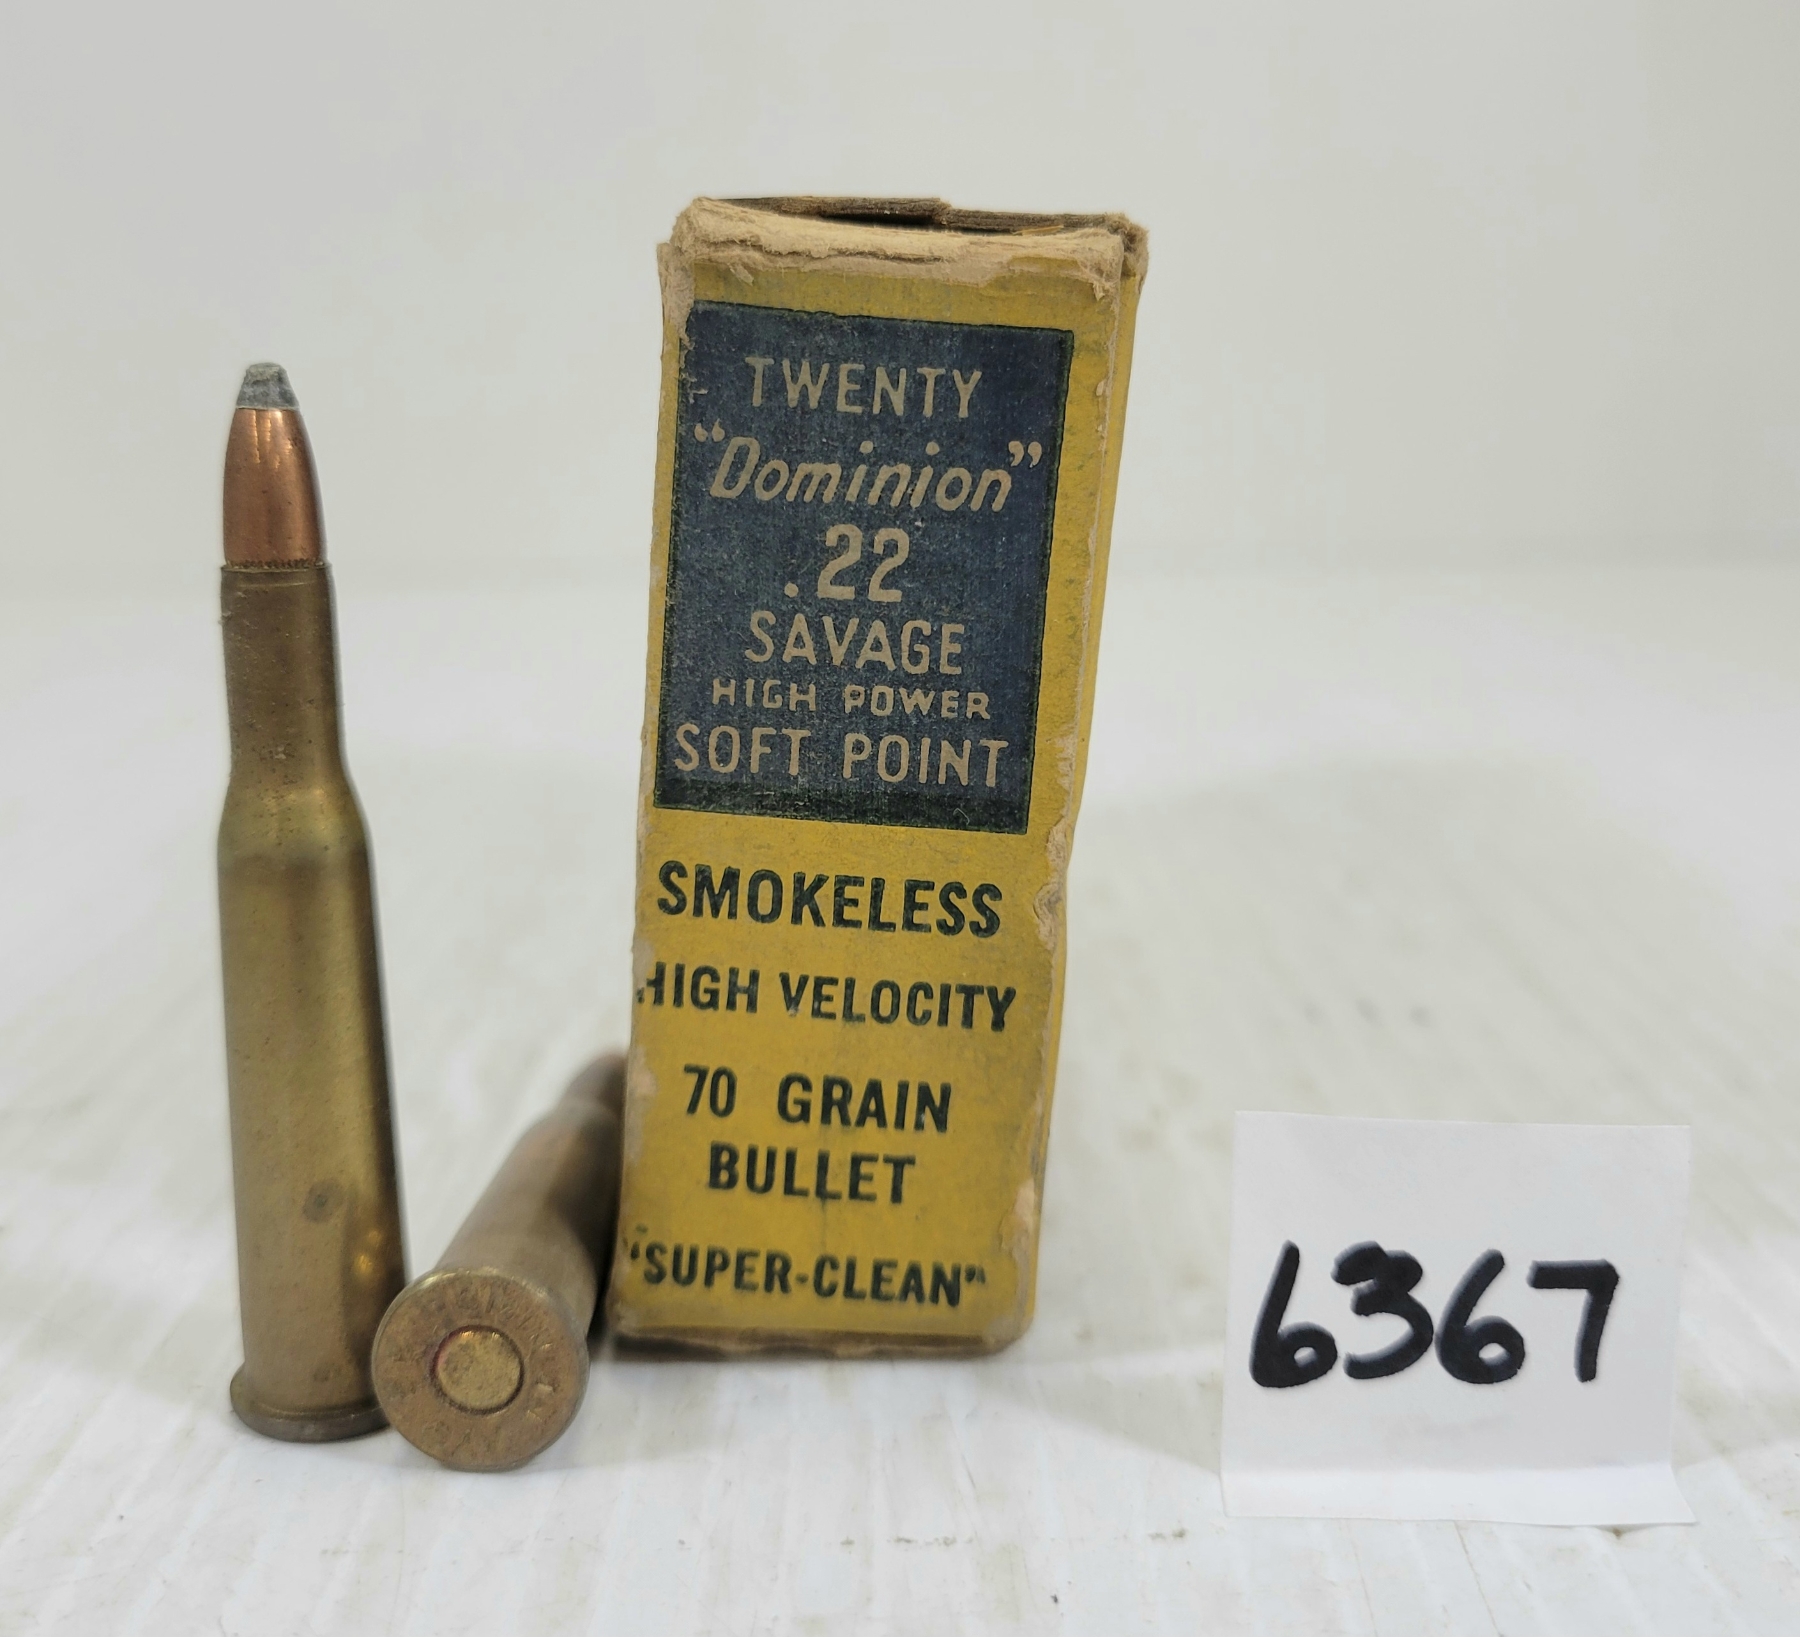 TWENTY
"Dominion"
.22
SAVAGE
HIGH POWER
SOFT POINT
SMOKELESS
HIGH VELOCITY
70 GRAIN
BULLET
"SUPER-CLEAN"
6367